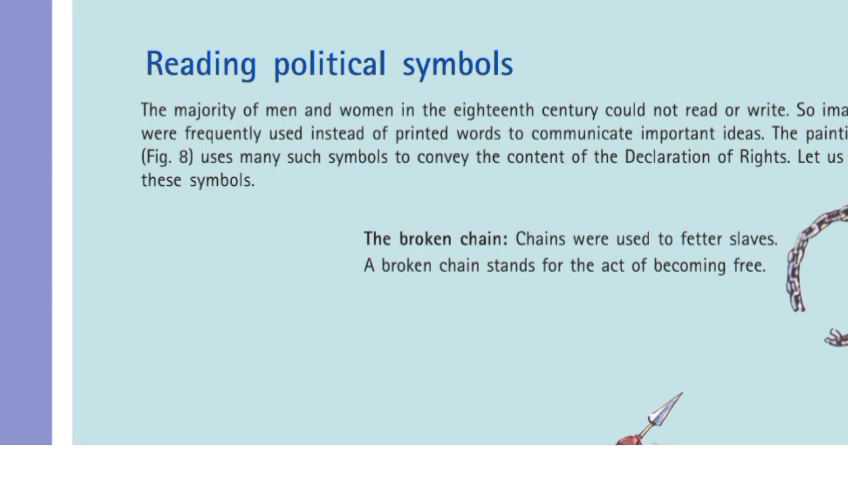 Reading political symbols
The majority of men and women in the eighteenth century could not read or write. So
were frequently used instead of printed words to communicate important ideas. The
(Fig. 8) uses many such symbols to convey the content of the Declaration of Rights. Let us
these symbols.
The broken chain: Chains were used to fetter slaves.
A broken chain stands for the act of becoming free.